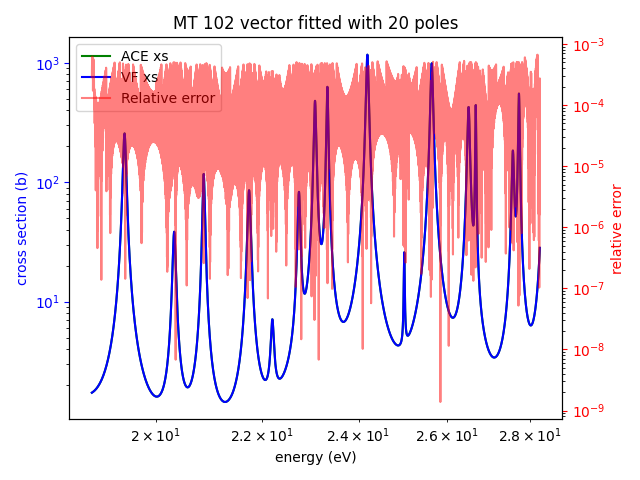 MT 102 vector fitted with 20 poles
ACE xs
VF xs
Relative error
cross section (b)
10³
10²
10¹
relative error
10⁻³
10⁻⁴
10⁻⁵
10⁻⁶
10⁻⁷
10⁻⁸
10⁻⁹
2 × 10¹
2.2 × 10¹
2.4 × 10¹
2.6 × 10¹
2.8 × 10¹
energy (eV)